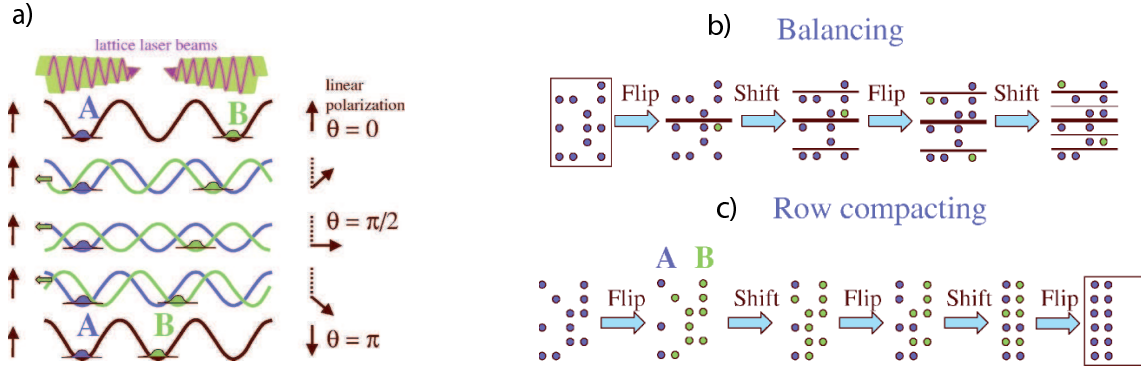 a)
lattice laser beams
A
B
linear
polarization
θ = 0
θ = π/2
A
B
θ = π
b)
Balancing
Flip
Shift
Flip
Shift
c)
Row compacting
A
B
Flip
Shift
Flip
Shift
Flip